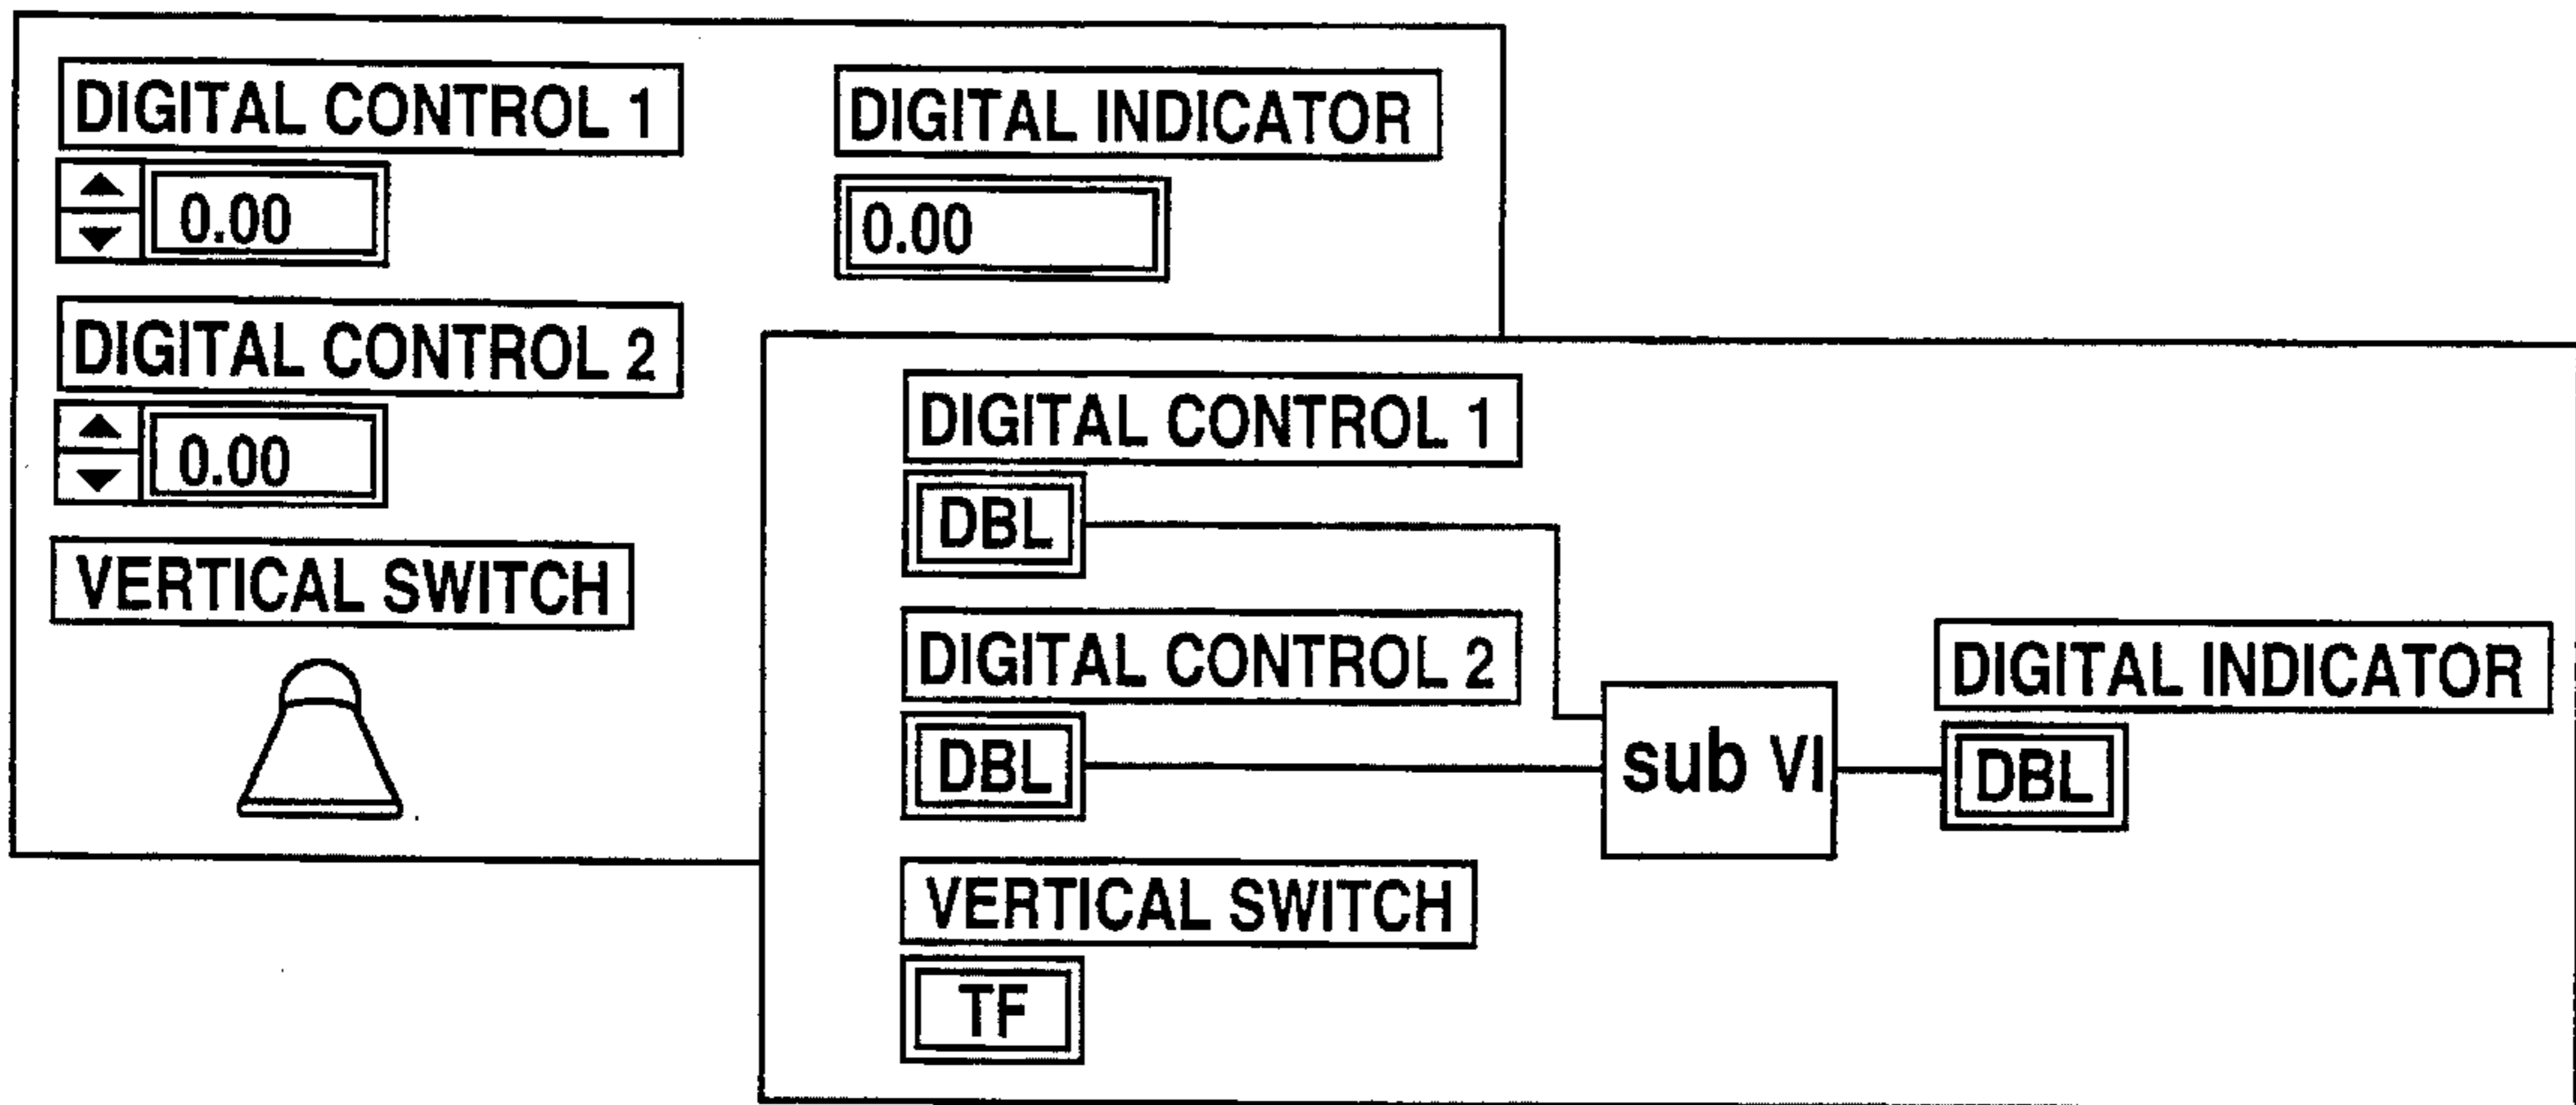 DIGITAL CONTROL 1
0.00
DIGITAL CONTROL 2
0.00
VERTICAL SWITCH
DIGITAL INDICATOR
0.00
DIGITAL CONTROL 1
DBL
DIGITAL CONTROL 2
DBL
VERTICAL SWITCH
TF
sub VI
DIGITAL INDICATOR
DBL